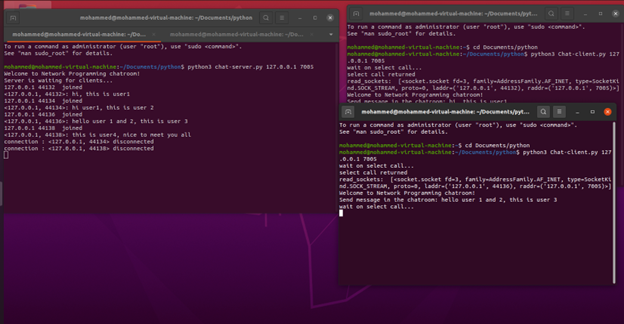 mohammed@mohammed-virtual-machine: ~/Documents/python
mohammed@mohammed-virtual-machine: ~/Documents/python
mohammed@mohammed-virtual-machine: ~/Do...
To run a command as administrator (user "root"), use "sudo <command>".
See "man sudo_root" for details.
mohammed@mohammed-virtual-machine:~/Documents/python$ python3 chat-server.py 127.0.0.1 7005
Welcome to Network Programming chatroom!
Server is waiting for clients...
127.0.0.1 44132 joined
<127.0.0.1, 44132>: hi, this is user1
127.0.0.1 44134 joined
<127.0.0.1, 44134>: hi user1, this is user 2
127.0.0.1 44136 joined
<127.0.0.1, 44136>: hello user 1 and 2, this is user 3
127.0.0.1 44138 joined
<127.0.0.1, 44138>: this is user4, nice to meet you all
connection : <127.0.0.1, 44134> disconnected
connection : <127.0.0.1, 44138> disconnected
mohammed@mohammed-virtual-machine: ~/Documents/pyt...
To run a command as administrator (user "root"), use "sudo <command>".
See "man sudo_root" for details.
mohammed@mohammed-virtual-machine:~$ cd Documents/python
mohammed@mohammed-virtual-machine:~/Documents/python$ python3 Chat-client.py 127
.0.0.1 7005
wait on select call...
select call returned
read_sockets: [<socket.socket fd=3, family=AddressFamily.AF_INET, type=SocketKi
nd.SOCK_STREAM, proto=0, laddr=('127.0.0.1', 44132), raddr=('127.0.0.1', 7005)>]
Welcome to Network Programming chatroom!
Send message in the chatroom: hi, this is user1
mohammed@mohammed-virtual-machine: ~/Documents/pyt...
To run a command as administrator (user "root"), use "sudo <command>".
See "man sudo_root" for details.
mohammed@mohammed-virtual-machine:~$ cd Documents/python
mohammed@mohammed-virtual-machine:~/Documents/python$ python3 Chat-client.py 127
.0.0.1 7005
wait on select call...
select call returned
read_sockets: [<socket.socket fd=3, family=AddressFamily.AF_INET, type=SocketKi
nd.SOCK_STREAM, proto=0, laddr=('127.0.0.1', 44136), raddr=('127.0.0.1', 7005)>]
Welcome to Network Programming chatroom!
Send message in the chatroom: hello user 1 and 2, this is user 3
wait on select call...